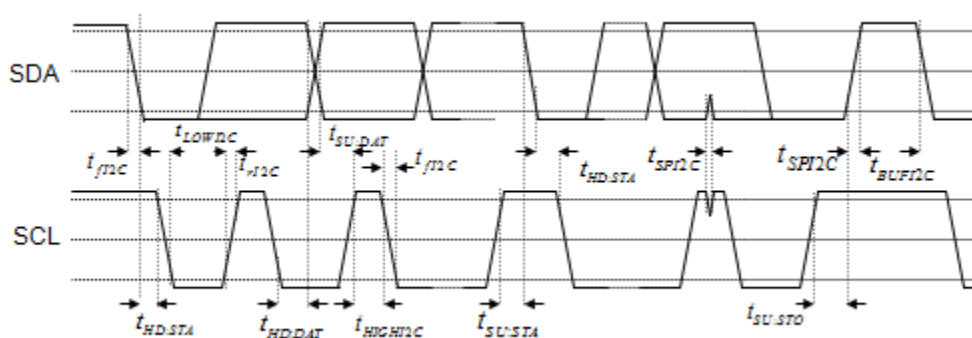 SDA
t_LOWI2C
t_SU:DAT
t_fI2C
t_rI2C
t_fI2C
t_HD:STA
t_SPI2C
t_SPI2C
t_BUFI2C
SCL
t_HD:STA
t_HD:DAT
t_HIGHI2C
t_SU:STA
t_SU:STO